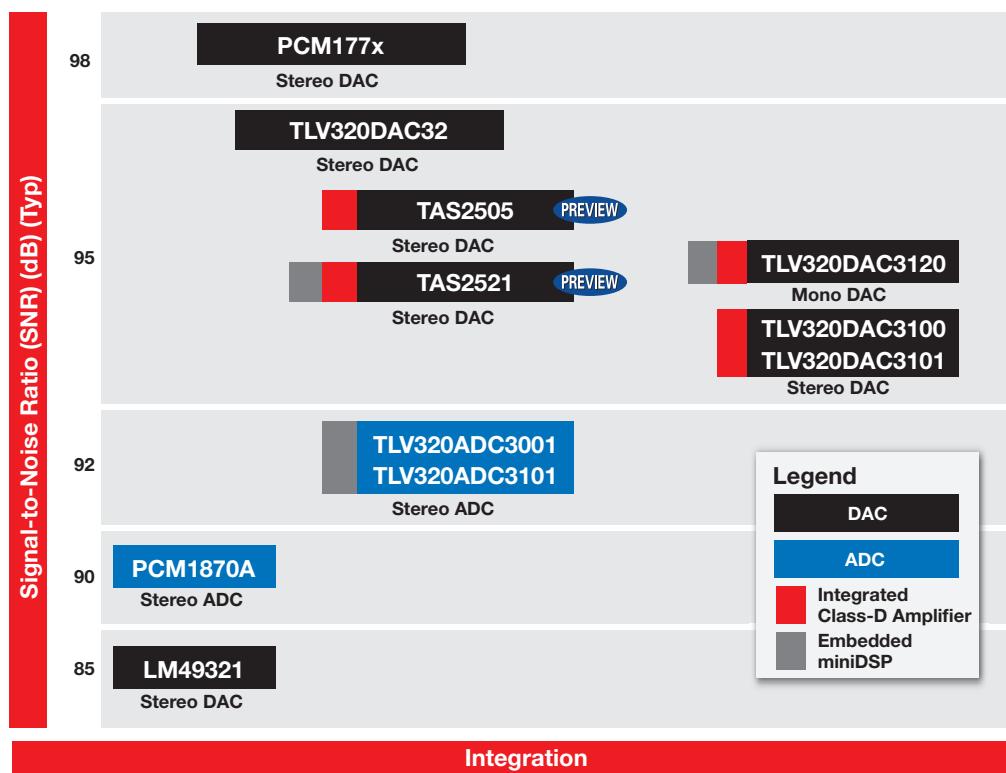 Signal-to-Noise Ratio (SNR) (dB) (Typ)
98
PCM177x
Stereo DAC
TLV320DAC32
Stereo DAC
TAS2505
PREVIEW
Stereo DAC
95
TAS2521
PREVIEW
Stereo DAC
TLV320DAC3120
Mono DAC
TLV320DAC3100
TLV320DAC3101
Stereo DAC
92
TLV320ADC3001
TLV320ADC3101
Stereo ADC
90
PCM1870A
Stereo ADC
85
LM49321
Stereo DAC
Legend
DAC
ADC
Integrated
Class-D Amplifier
Embedded
miniDSP
Integration